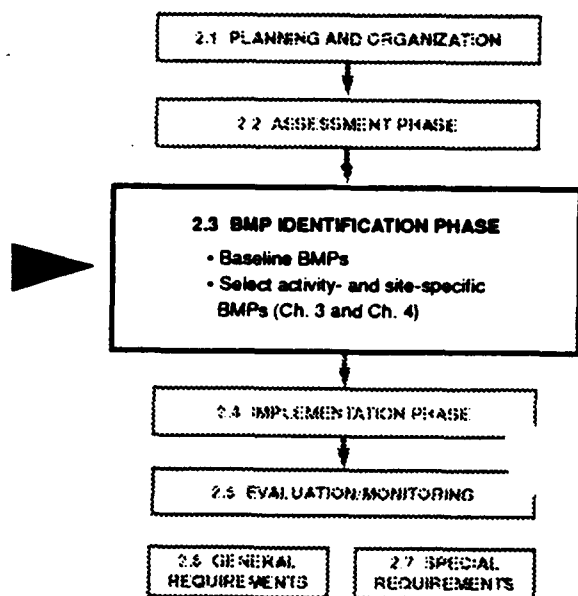 2.1 PLANNING AND ORGANIZATION
2.2 ASSESSMENT PHASE
2.3 BMP IDENTIFICATION PHASE
• Baseline BMPs
• Select activity- and site-specific
BMPs (Ch. 3 and Ch. 4)
2.4 IMPLEMENTATION PHASE
2.5 EVALUATION/MONITORING
2.6 GENERAL
REQUIREMENTS
2.7 SPECIAL
REQUIREMENTS